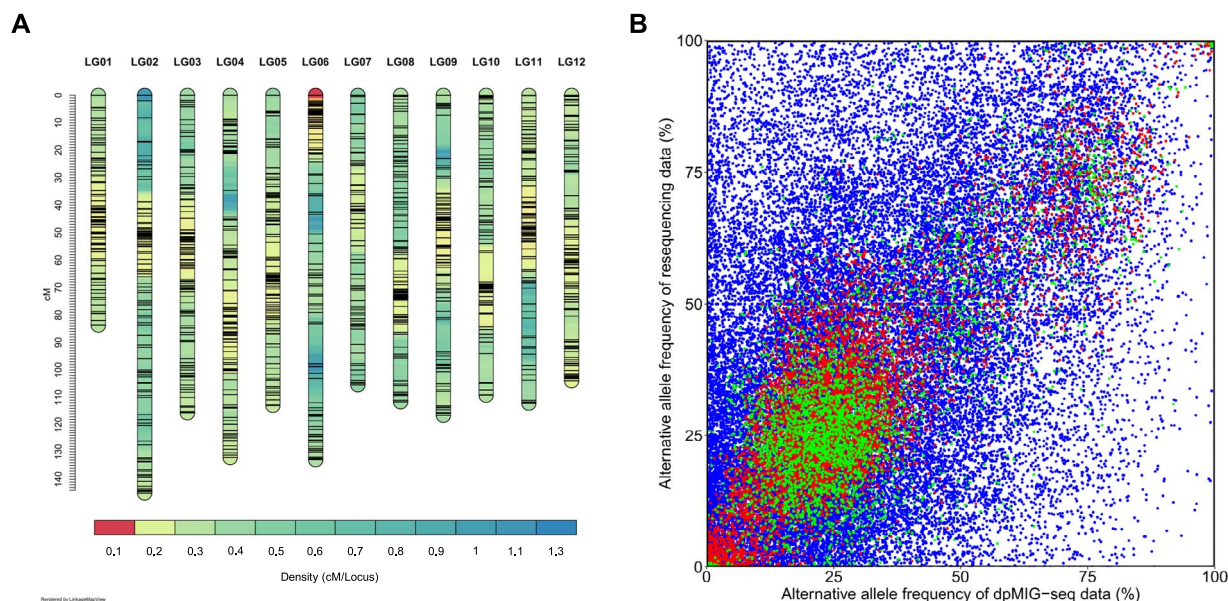 A
LG01 LG02 LG03 LG04 LG05 LG06 LG07 LG08 LG09 LG10 LG11 LG12
0
10
20
30
40
50
60
70
80
90
100
110
120
130
140
cM
0.1 0.2 0.3 0.4 0.5 0.6 0.7 0.8 0.9 1 1.1 1.3
Density (cM/Locus)
Rendered by LinkageMapView
B
Alternative allele frequency of resequencing data (%)
100
75
50
25
0
0 25 50 75 100
Alternative allele frequency of dpMIG−seq data (%)